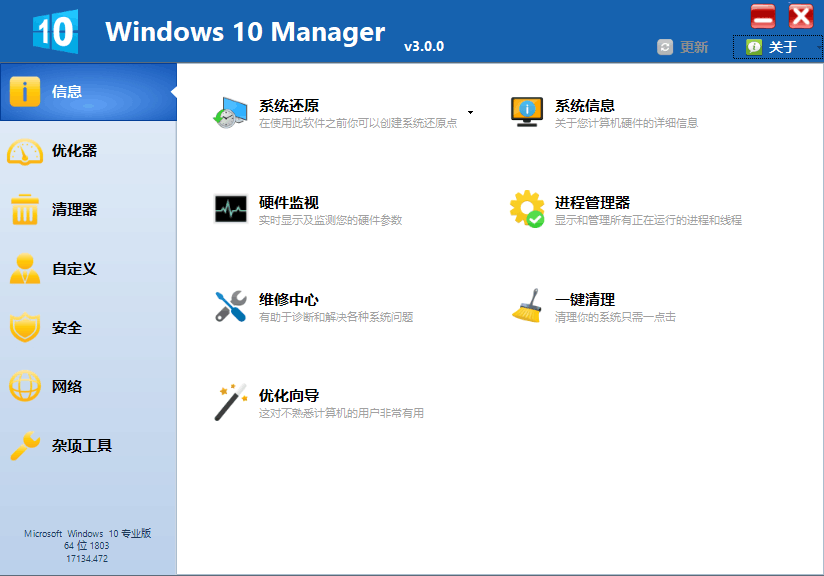 10 Windows 10 Manager v3.0.0
更新 关于
信息
优化器
清理器
自定义
安全
网络
杂项工具
Microsoft Windows 10 专业版
64 位 1803
17134.472
系统还原
在使用此软件之前你可以创建系统还原点
系统信息
关于您计算机硬件的详细信息
硬件监视
实时显示及监测您的硬件参数
进程管理器
显示和管理所有正在运行的进程和线程
维修中心
有助于诊断和解决各种系统问题
一键清理
清理你的系统只需一点击
优化向导
这对不熟悉计算机的用户非常有用